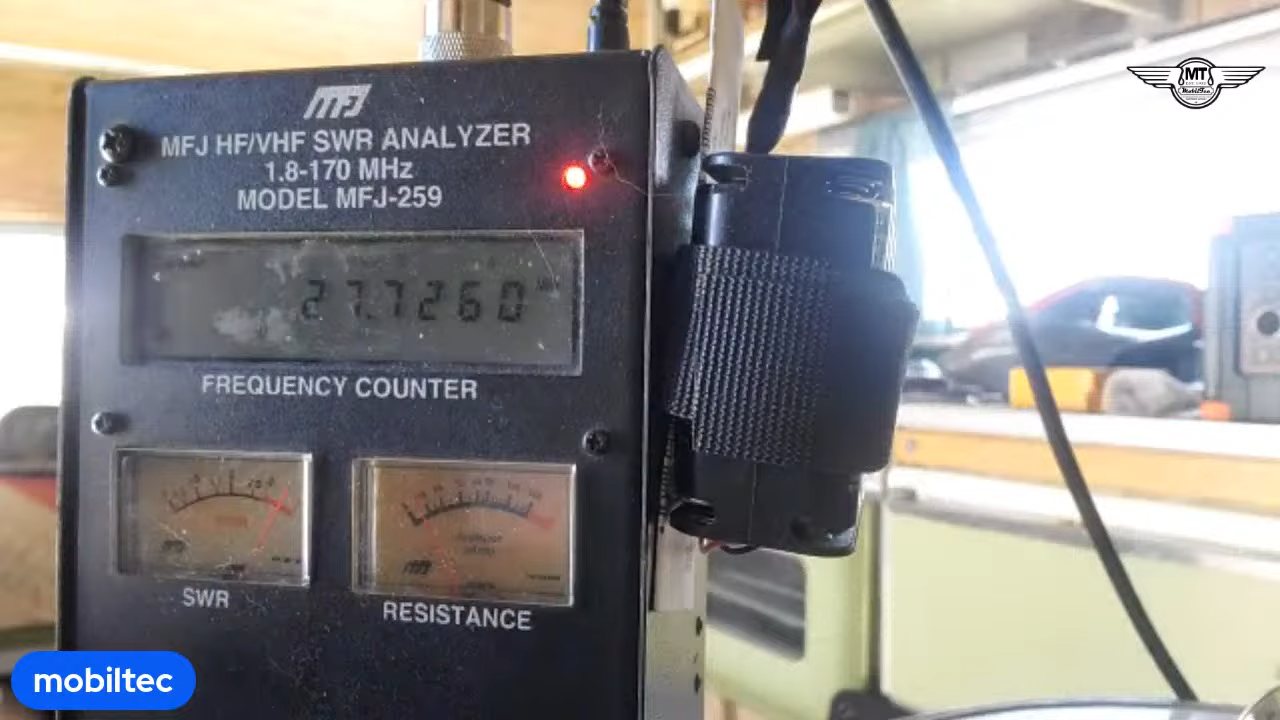 MFJ
MFJ HF/VHF SWR ANALYZER
1.8-170 MHz
MODEL MFJ-259
27.7260
FREQUENCY COUNTER
SWR
RESISTANCE
MT
MobilTec
mobiltec